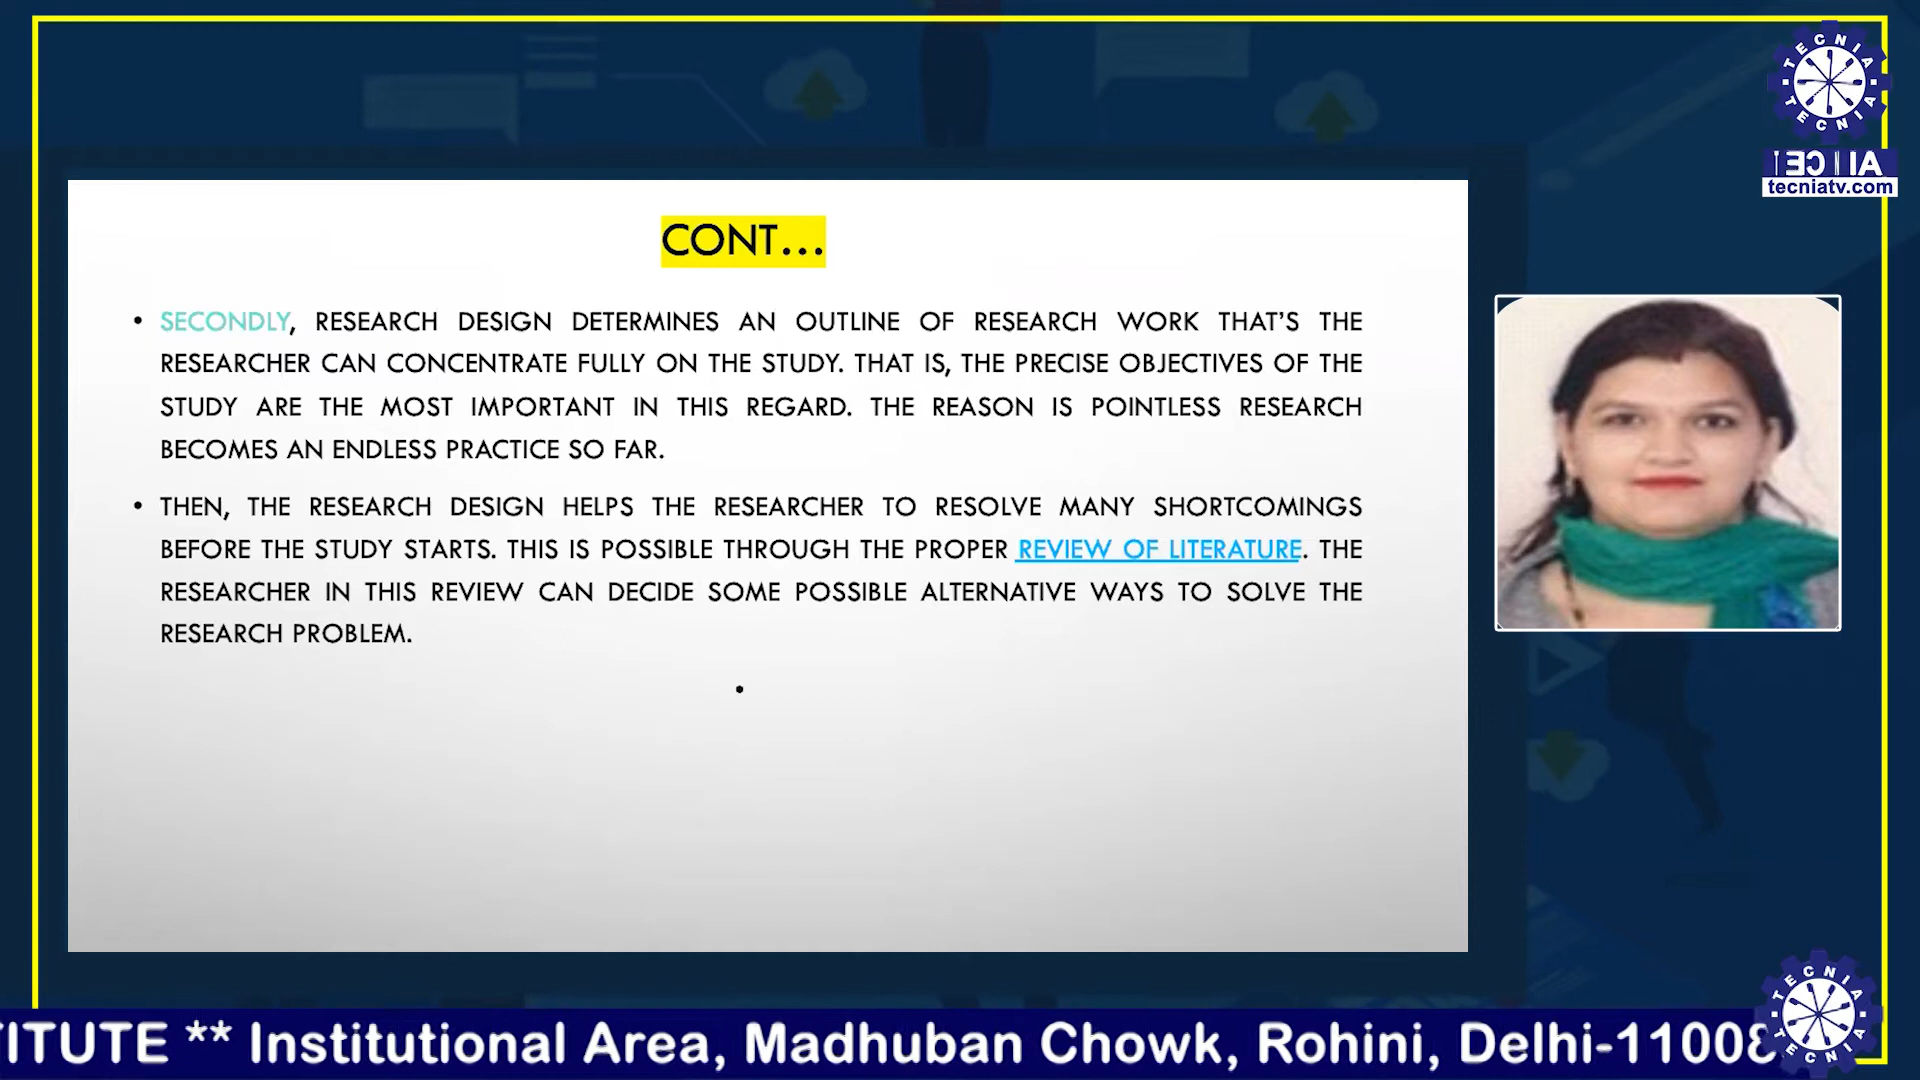 TECNIA
TECNIA
tecniatv.com
CONT...
• SECONDLY, RESEARCH DESIGN DETERMINES AN OUTLINE OF RESEARCH WORK THAT'S THE
RESEARCHER CAN CONCENTRATE FULLY ON THE STUDY. THAT IS, THE PRECISE OBJECTIVES OF THE
STUDY ARE THE MOST IMPORTANT IN THIS REGARD. THE REASON IS POINTLESS RESEARCH
BECOMES AN ENDLESS PRACTICE SO FAR.
• THEN, THE RESEARCH DESIGN HELPS THE RESEARCHER TO RESOLVE MANY SHORTCOMINGS
BEFORE THE STUDY STARTS. THIS IS POSSIBLE THROUGH THE PROPER REVIEW OF LITERATURE. THE
RESEARCHER IN THIS REVIEW CAN DECIDE SOME POSSIBLE ALTERNATIVE WAYS TO SOLVE THE
RESEARCH PROBLEM.
•
ITUTE ** Institutional Area, Madhuban Chowk, Rohini, Delhi-11008
TECNIA
TECNIA